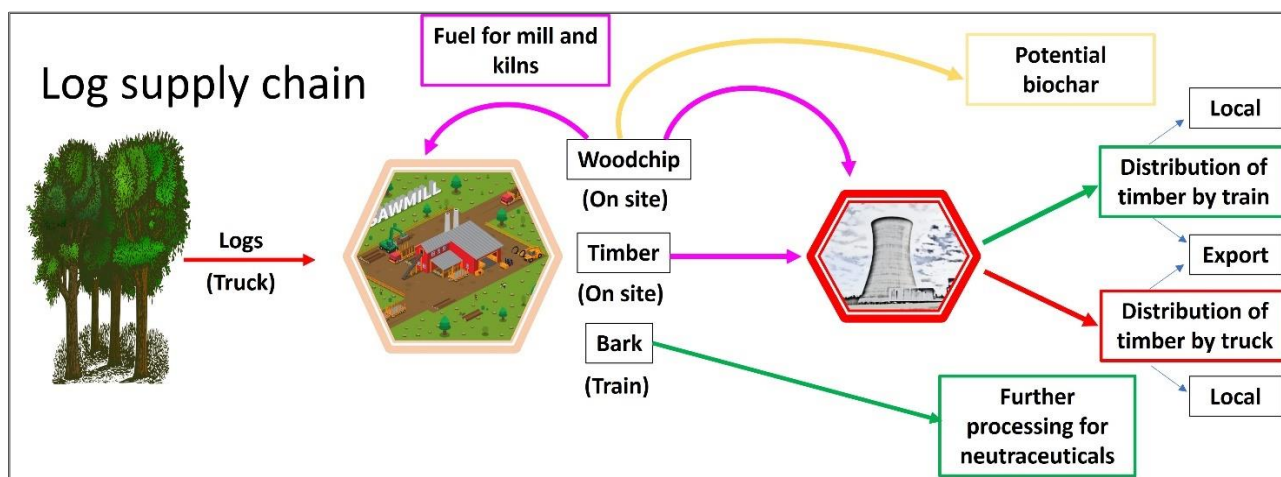 Log supply chain
Fuel for mill and
kilns
Potential
biochar
Local
Woodchip
(On site)
Distribution of
timber by train
SAWMILL
Logs
(Truck)
Timber
(On site)
Export
Bark
(Train)
Distribution of
timber by truck
Local
Further
processing for
neutraceuticals